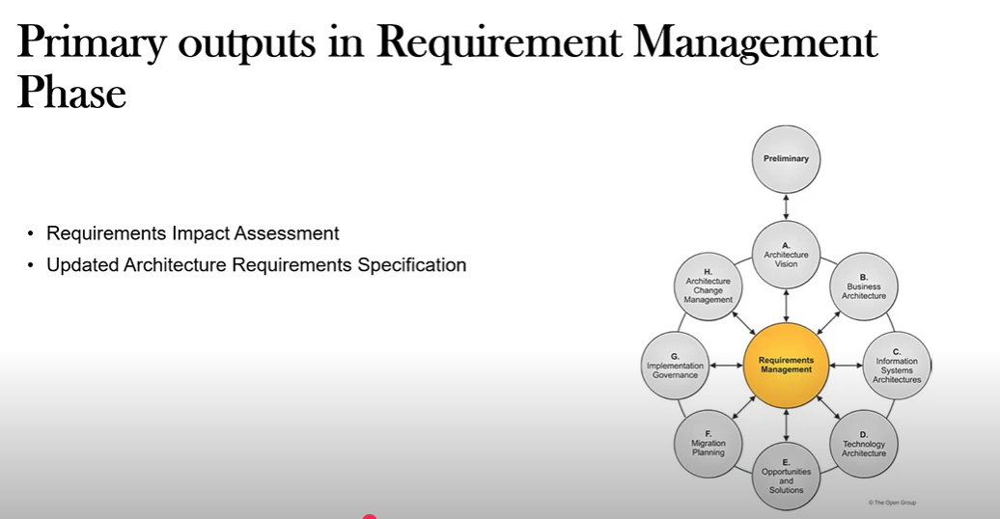 Primary outputs in Requirement Management
Phase
• Requirements Impact Assessment
• Updated Architecture Requirements Specification
Preliminary
A.
Architecture
Vision
B.
Business
Architecture
C.
Information
Systems
Architectures
D.
Technology
Architecture
E.
Opportunities
and
Solutions
F.
Migration
Planning
G.
Implementation
Governance
H.
Architecture
Change
Management
Requirements
Management
© The Open Group